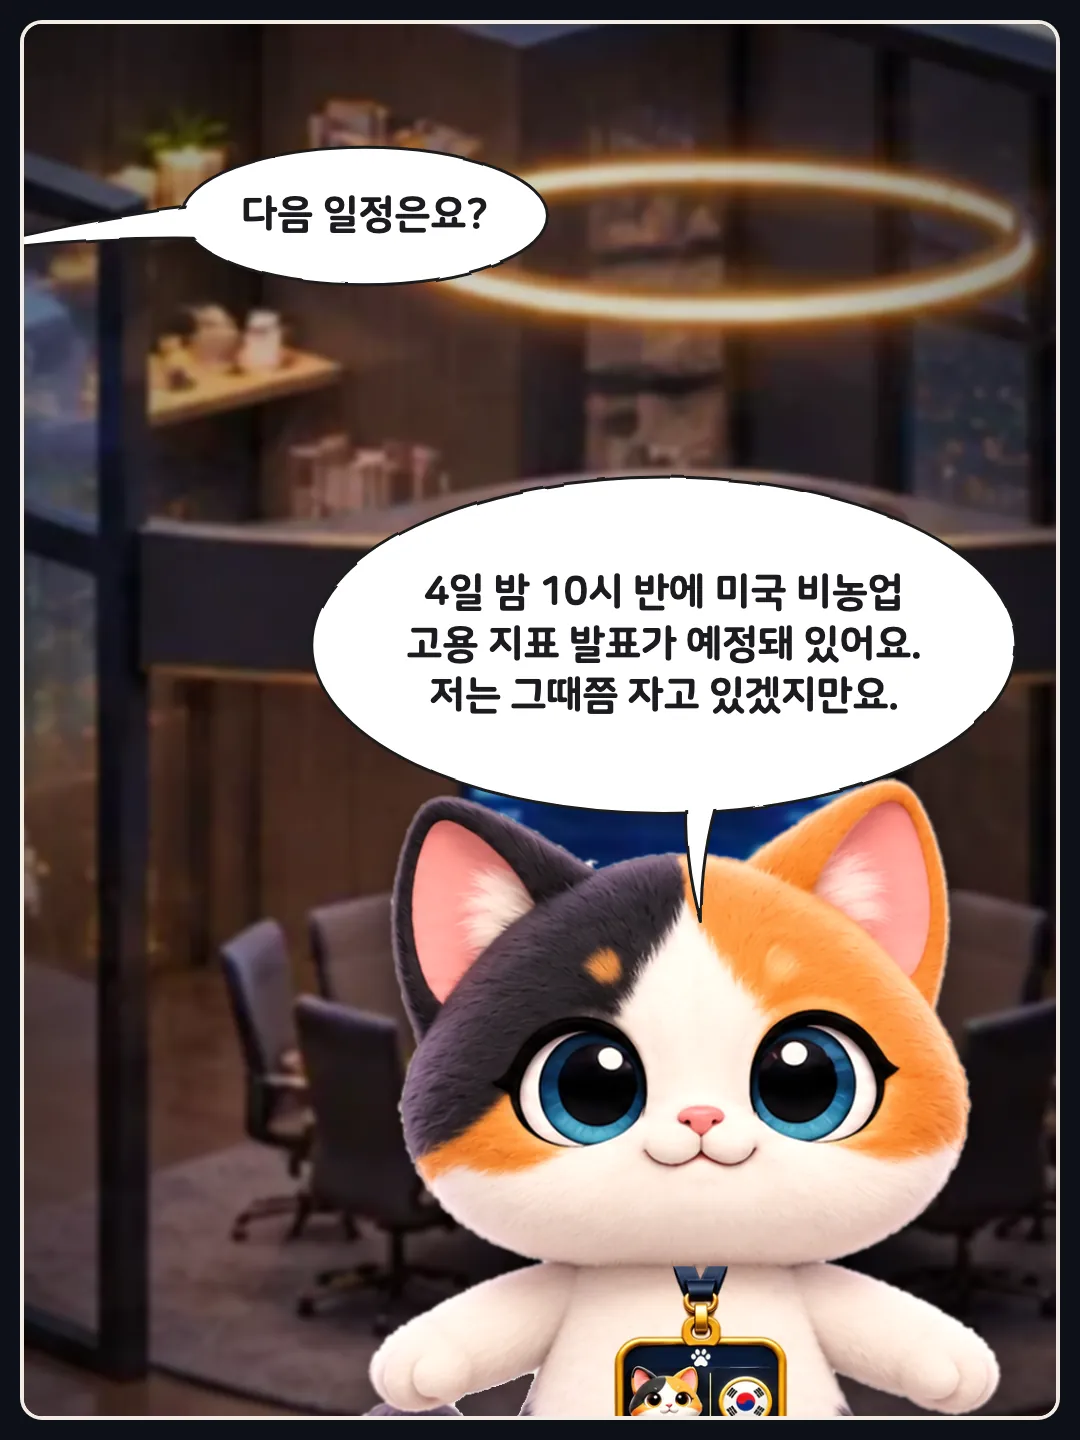 다음 일정은요?
4일 밤 10시 반에 미국 비농업
고용 지표 발표가 예정돼 있어요.
저는 그때쯤 자고 있겠지만요.